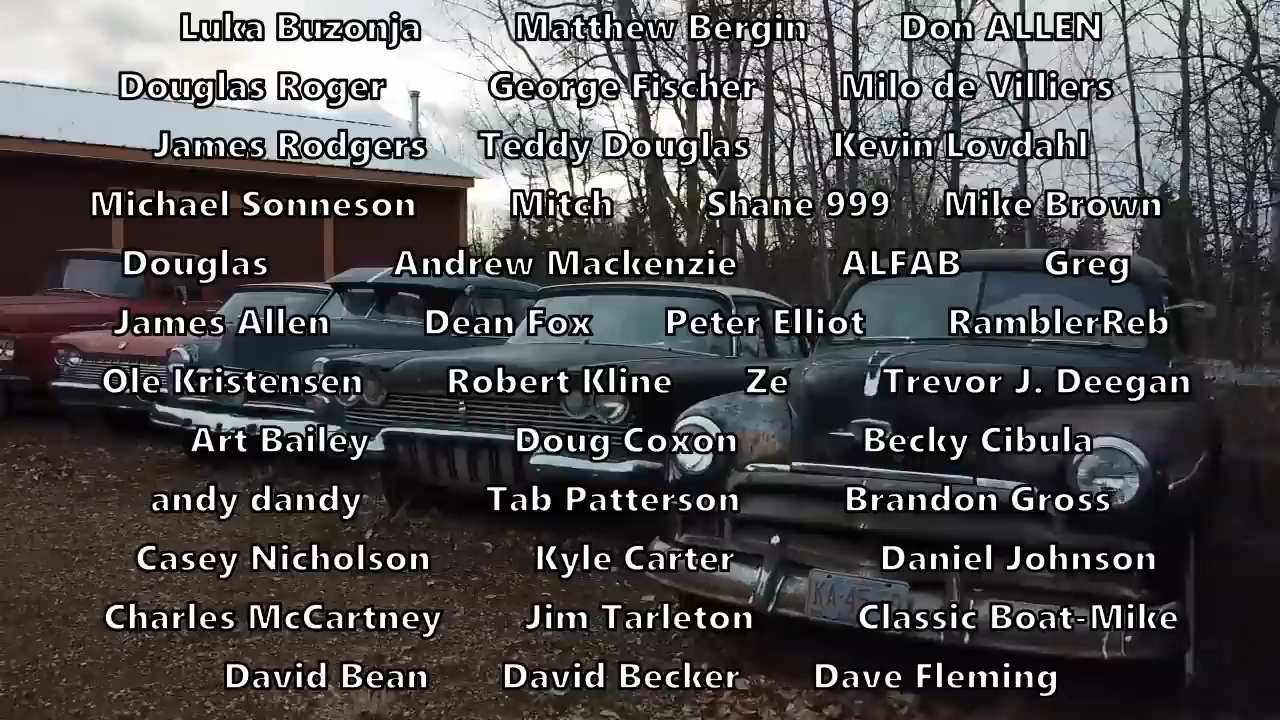 Luka Buzonja Matthew Bergin Don ALLEN
Douglas Roger George Fischer Milo de Villiers
James Rodgers Teddy Douglas Kevin Lovdahl
Michael Sonneson Mitch Shane 999 Mike Brown
Douglas Andrew Mackenzie ALFAB Greg
James Allen Dean Fox Peter Elliot RamblerReb
Ole Kristensen Robert Kline Ze Trevor J. Deegan
Art Bailey Doug Coxon Becky Cibula
andy dandy Tab Patterson Brandon Gross
Casey Nicholson Kyle Carter Daniel Johnson
Charles McCartney Jim Tarleton Classic Boat-Mike
David Bean David Becker Dave Fleming